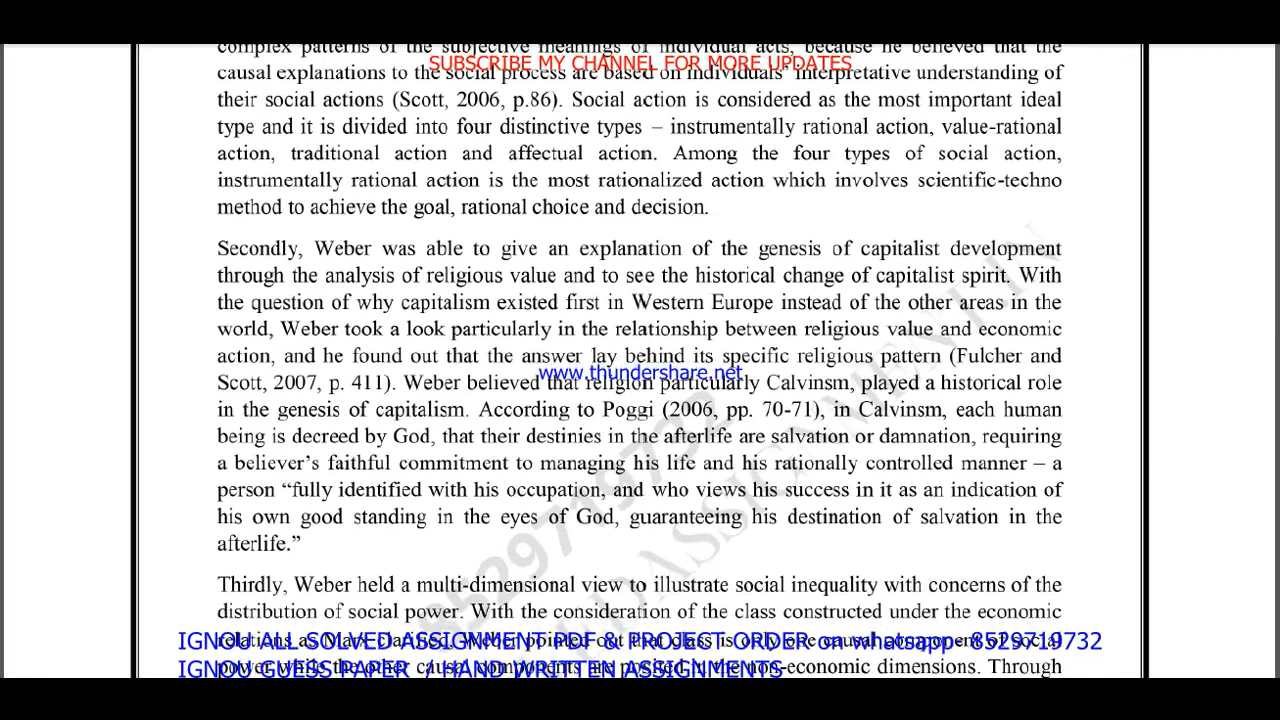 complex patterns of the subjective meanings of individual acts, because he believed that the
SUBSCRIBE MY CHANNEL FOR MORE UPDATES
causal explanations to the social process are based on individuals' interpretative understanding of
their social actions (Scott, 2006, p.86). Social action is considered as the most important ideal
type and it is divided into four distinctive types – instrumentally rational action, value-rational
action, traditional action and affectual action. Among the four types of social action,
instrumentally rational action is the most rationalized action which involves scientific-techno
method to achieve the goal, rational choice and decision.
Secondly, Weber was able to give an explanation of the genesis of capitalist development
through the analysis of religious value and to see the historical change of capitalist spirit. With
the question of why capitalism existed first in Western Europe instead of the other areas in the
world, Weber took a look particularly in the relationship between religious value and economic
action, and he found out that the answer lay behind its specific religious pattern (Fulcher and
www.thundershare.net
Scott, 2007, p. 411). Weber believed that religion particularly Calvinsm, played a historical role
in the genesis of capitalism. According to Poggi (2006, pp. 70-71), in Calvinsm, each human
being is decreed by God, that their destinies in the afterlife are salvation or damnation, requiring
a believer's faithful commitment to managing his life and his rationally controlled manner – a
person “fully identified with his occupation, and who views his success in it as an indication of
his own good standing in the eyes of God, guaranteeing his destination of salvation in the
afterlife.”
8529719732
Thirdly, Weber held a multi-dimensional view to illustrate social inequality with concerns of the
distribution of social power. With the consideration of the class constructed under the economic
IGNOU ALL SOLVED ASSIGNMENT PDF & PROJECT ORDER on whatsapp- 8529719732
power while the other causal components are posited in the non-economic dimensions. Through
IGNOU GUESS PAPER / HAND WRITTEN ASSIGNMENTS